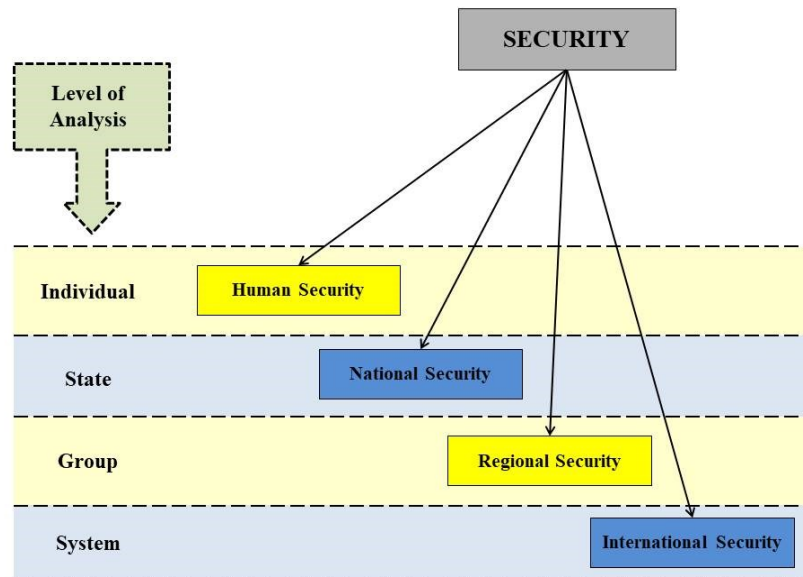 SECURITY
Level of
Analysis
Individual
Human Security
State
National Security
Group
Regional Security
System
International Security